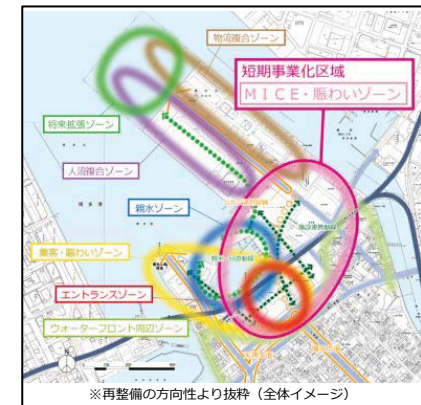 物流複合ゾーン
短期事業化区域
MICE・賑わいゾーン
将来拡張ゾーン
人流複合ゾーン
親水ゾーン
集客・賑わいゾーン
エントランスゾーン
ウォーターフロント周辺ゾーン
※再整備の方向性より抜粋（全体イメージ）